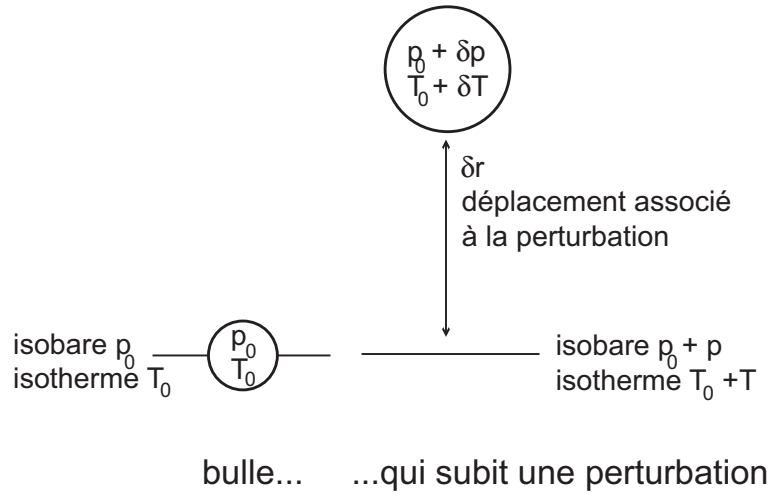 p₀ + δp
T₀ + δT
δr
déplacement associé
à la perturbation
isobare p₀
isotherme T₀
p₀
T₀
isobare p₀ + p
isotherme T₀ +T
bulle... ...qui subit une perturbation